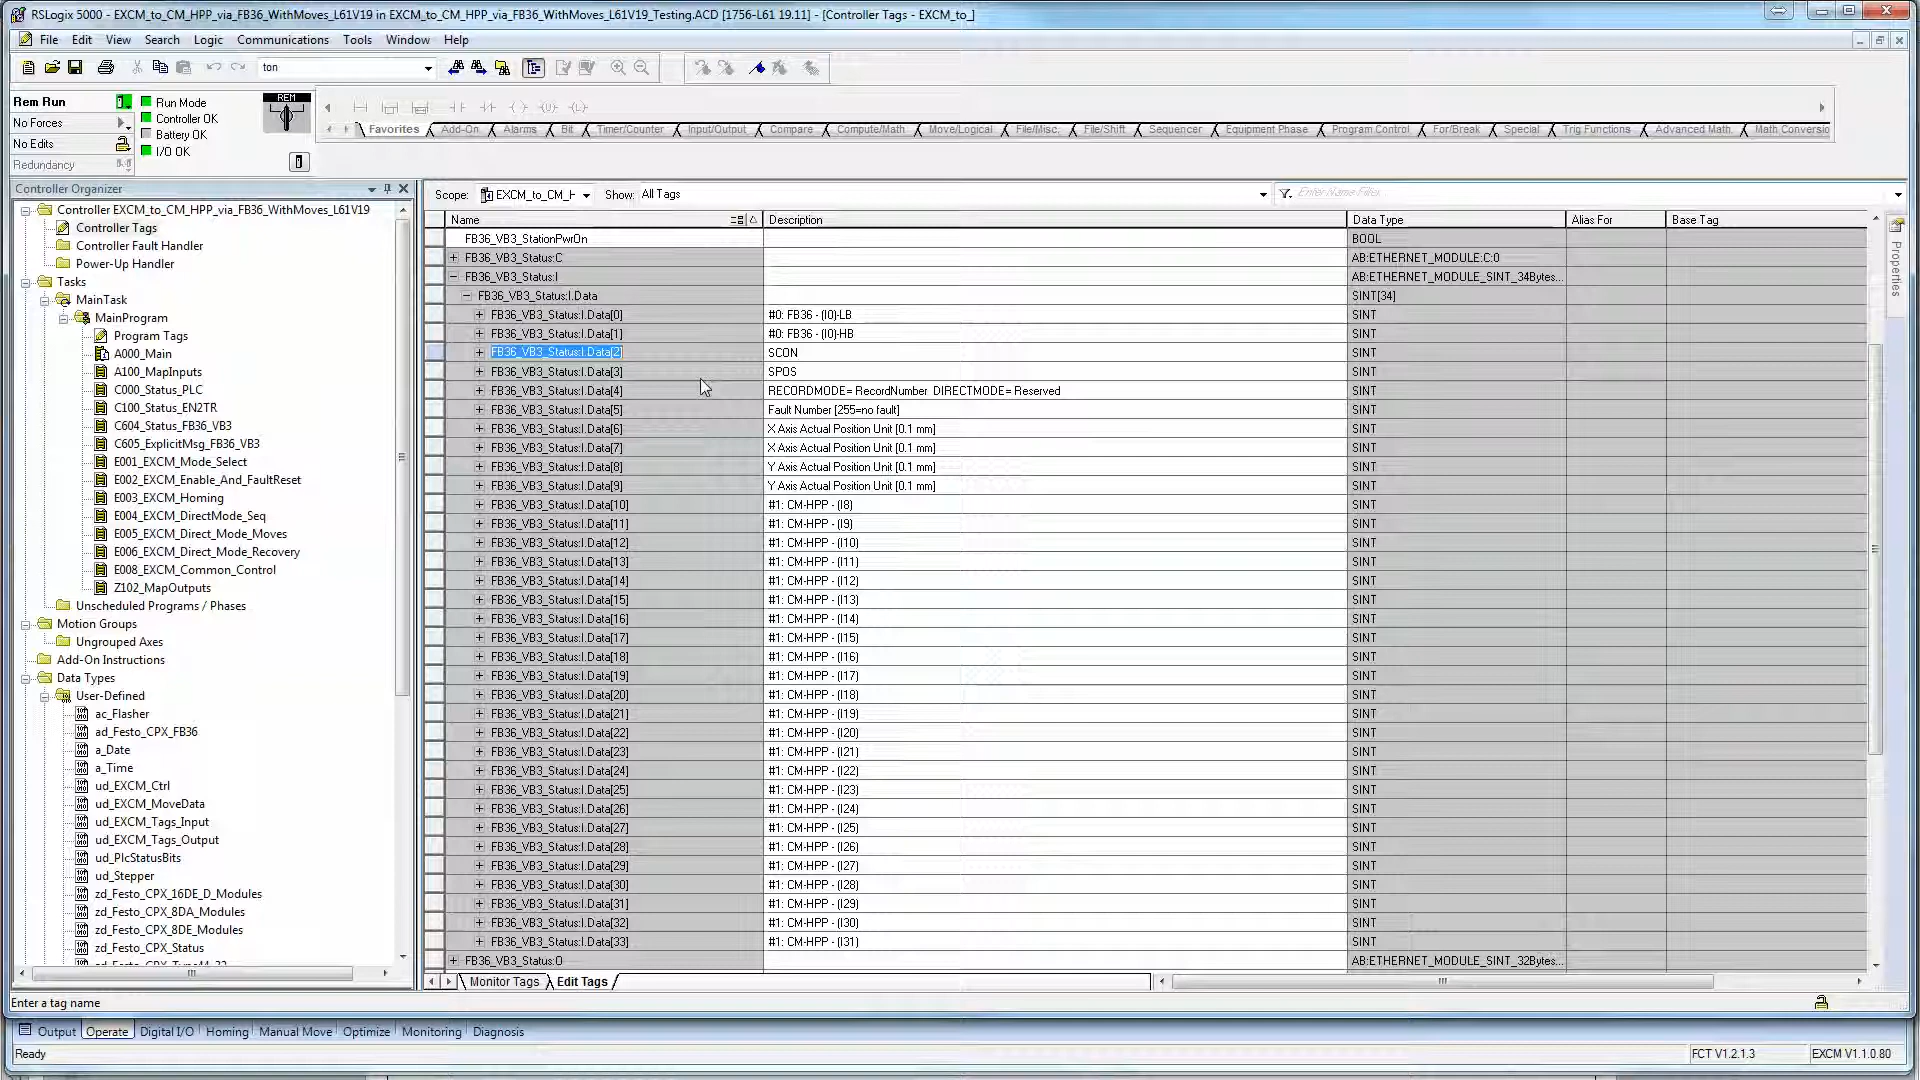 RSLogix 5000 - EXCM_to_CM_HPP_via_FB36_WithMoves_L61V19 in EXCM_to_CM_HPP_via_FB36_WithMoves_L61V19_Testing.ACD [1756-L61 19.11] - [Controller Tags - EXCM_to_]
File Edit View Search Logic Communications Tools Window Help
ton
Rem Run
No Forces
No Edits
Redundancy
Run Mode
Controller OK
Battery OK
I/O OK
REM
Favorites Add-On Alarms Bit Timer/Counter Input/Output Compare Compute/Math Move/Logical File/Misc. File/Shift Sequencer Equipment Phase Program Control For/Break Special Trig Functions Advanced Math Math Conversio
Controller Organizer
Controller EXCM_to_CM_HPP_via_FB36_WithMoves_L61V19
Controller Tags
Controller Fault Handler
Power-Up Handler
Tasks
MainTask
MainProgram
Program Tags
A000_Main
A100_MapInputs
C000_Status_PLC
C100_Status_EN2TR
C604_Status_FB36_VB3
C605_ExplicitMsg_FB36_VB3
E001_EXCM_Mode_Select
E002_EXCM_Enable_And_FaultReset
E003_EXCM_Homing
E004_EXCM_DirectMode_Seq
E005_EXCM_Direct_Mode_Moves
E006_EXCM_Direct_Mode_Recovery
E008_EXCM_Common_Control
Z102_MapOutputs
Unscheduled Programs / Phases
Motion Groups
Ungrouped Axes
Add-On Instructions
Data Types
User-Defined
ac_Flasher
ad_Festo_CPX_FB36
a_Date
a_Time
ud_EXCM_Ctrl
ud_EXCM_MoveData
ud_EXCM_Tags_Input
ud_EXCM_Tags_Output
ud_PlcStatusBits
ud_Stepper
zd_Festo_CPX_16DE_D_Modules
zd_Festo_CPX_8DA_Modules
zd_Festo_CPX_8DE_Modules
zd_Festo_CPX_Status
Scope: EXCM_to_CM_H Show: All Tags Enter Name Filter
Name Description Data Type Alias For Base Tag
FB36_VB3_StationPwrOn BOOL
FB36_VB3_Status:C AB:ETHERNET_MODULE:C:0
FB36_VB3_Status:I AB:ETHERNET_MODULE_SINT_34Bytes...
FB36_VB3_Status:I.Data SINT[34]
FB36_VB3_Status:I.Data[0] #0: FB36 - (I0)-LB SINT
FB36_VB3_Status:I.Data[1] #0: FB36 - (I0)-HB SINT
FB36_VB3_Status:I.Data[2] SCON SINT
FB36_VB3_Status:I.Data[3] SPOS SINT
FB36_VB3_Status:I.Data[4] RECORDMODE= RecordNumber DIRECTMODE= Reserved SINT
FB36_VB3_Status:I.Data[5] Fault Number [255=no fault] SINT
FB36_VB3_Status:I.Data[6] X Axis Actual Position Unit [0.1 mm] SINT
FB36_VB3_Status:I.Data[7] X Axis Actual Position Unit [0.1 mm] SINT
FB36_VB3_Status:I.Data[8] Y Axis Actual Position Unit [0.1 mm] SINT
FB36_VB3_Status:I.Data[9] Y Axis Actual Position Unit [0.1 mm] SINT
FB36_VB3_Status:I.Data[10] #1: CM-HPP - (I8) SINT
FB36_VB3_Status:I.Data[11] #1: CM-HPP - (I9) SINT
FB36_VB3_Status:I.Data[12] #1: CM-HPP - (I10) SINT
FB36_VB3_Status:I.Data[13] #1: CM-HPP - (I11) SINT
FB36_VB3_Status:I.Data[14] #1: CM-HPP - (I12) SINT
FB36_VB3_Status:I.Data[15] #1: CM-HPP - (I13) SINT
FB36_VB3_Status:I.Data[16] #1: CM-HPP - (I14) SINT
FB36_VB3_Status:I.Data[17] #1: CM-HPP - (I15) SINT
FB36_VB3_Status:I.Data[18] #1: CM-HPP - (I16) SINT
FB36_VB3_Status:I.Data[19] #1: CM-HPP - (I17) SINT
FB36_VB3_Status:I.Data[20] #1: CM-HPP - (I18) SINT
FB36_VB3_Status:I.Data[21] #1: CM-HPP - (I19) SINT
FB36_VB3_Status:I.Data[22] #1: CM-HPP - (I20) SINT
FB36_VB3_Status:I.Data[23] #1: CM-HPP - (I21) SINT
FB36_VB3_Status:I.Data[24] #1: CM-HPP - (I22) SINT
FB36_VB3_Status:I.Data[25] #1: CM-HPP - (I23) SINT
FB36_VB3_Status:I.Data[26] #1: CM-HPP - (I24) SINT
FB36_VB3_Status:I.Data[27] #1: CM-HPP - (I25) SINT
FB36_VB3_Status:I.Data[28] #1: CM-HPP - (I26) SINT
FB36_VB3_Status:I.Data[29] #1: CM-HPP - (I27) SINT
FB36_VB3_Status:I.Data[30] #1: CM-HPP - (I28) SINT
FB36_VB3_Status:I.Data[31] #1: CM-HPP - (I29) SINT
FB36_VB3_Status:I.Data[32] #1: CM-HPP - (I30) SINT
FB36_VB3_Status:I.Data[33] #1: CM-HPP - (I31) SINT
FB36_VB3_Status:O AB:ETHERNET_MODULE_SINT_32Bytes...
Monitor Tags Edit Tags
Properties
Enter a tag name
Output Operate Digital I/O Homing Manual Move Optimize Monitoring Diagnosis
Ready FCT V1.2.1.3 EXCM V1.1.0.80